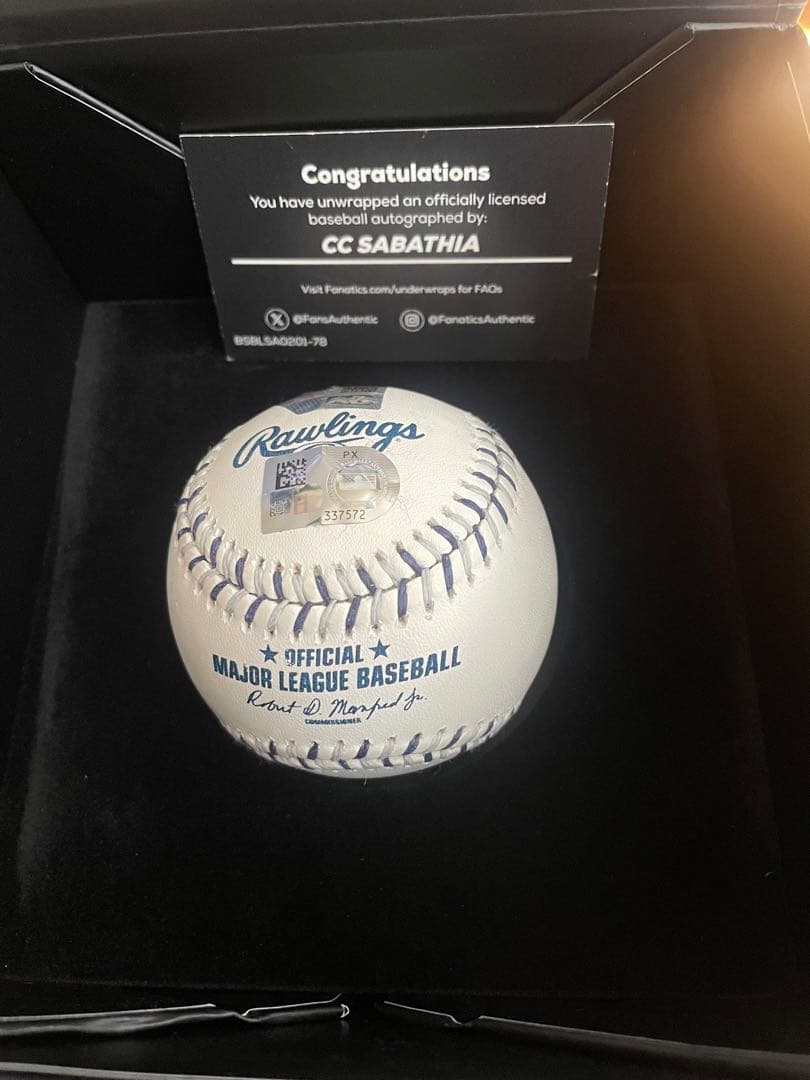 Congratulations
You have unwrapped an officially licensed
baseball autographed by:
CC SABATHIA
Visit Fanatics.com/underwraps for FAQs
@FansAuthentic @FanaticsAuthentic
BSBLSA0201-78
Rawlings
PX
337572
OFFICIAL
MAJOR LEAGUE BASEBALL
Robert D. Manfred Jr.
COMMISSIONER